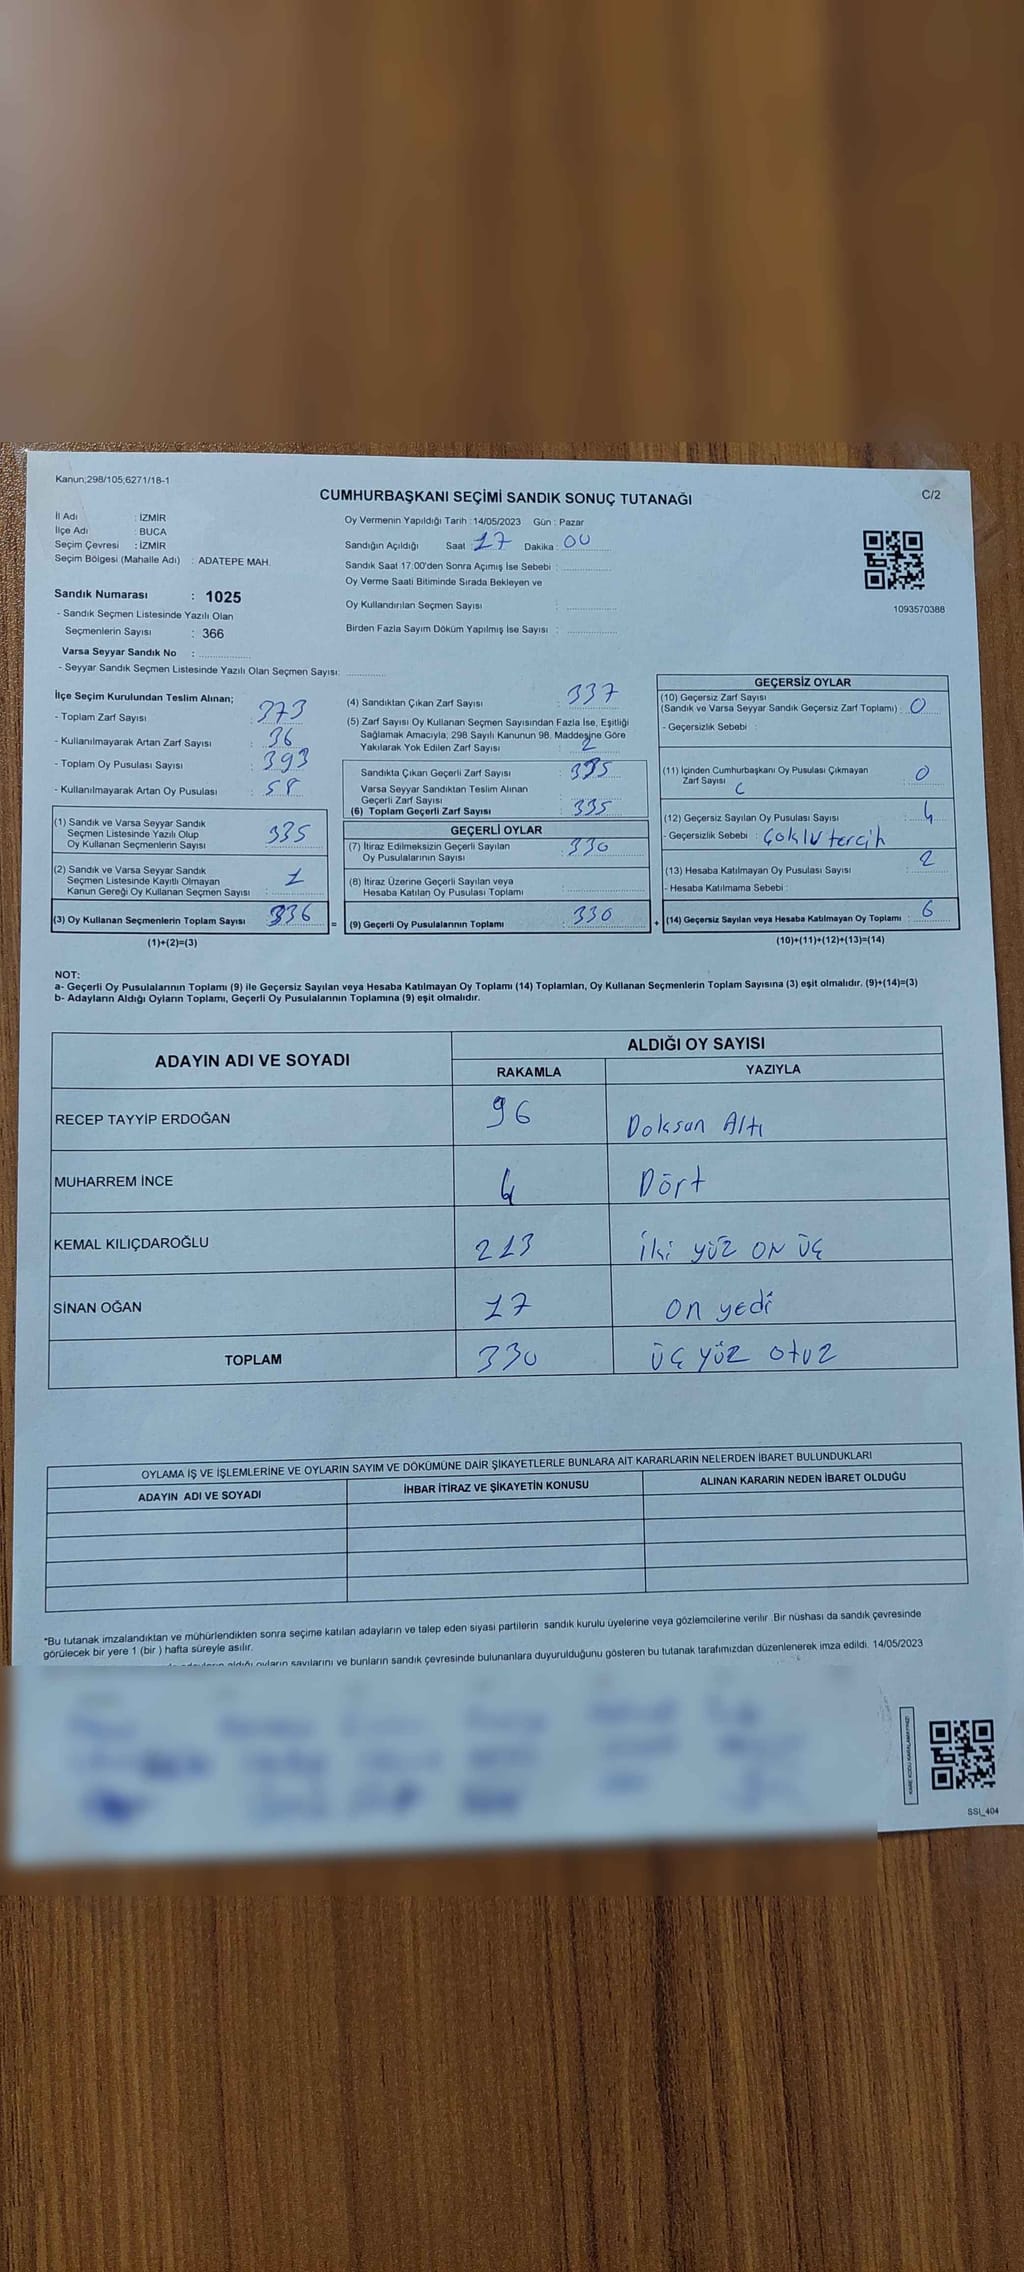 Kanun;298/105;6271/18-1
CUMHURBAŞKANI SEÇİMİ SANDIK SONUÇ TUTANAĞI
C/2
İl Adı : İZMİR
İlçe Adı : BUCA
Seçim Çevresi : İZMİR
Seçim Bölgesi (Mahalle Adı) : ADATEPE MAH.
Sandık Numarası : 1025
- Sandık Seçmen Listesinde Yazılı Olan
Seçmenlerin Sayısı : 366
Varsa Seyyar Sandık No :
- Seyyar Sandık Seçmen Listesinde Yazılı Olan Seçmen Sayısı:
Oy Vermenin Yapıldığı Tarih : 14/05/2023 Gün : Pazar
Sandığın Açıldığı Saat 17 Dakika : 00
Sandık Saat 17.00'den Sonra Açımış İse Sebebi :
Oy Verme Saati Bitiminde Sırada Bekleyen ve
Oy Kullandırılan Seçmen Sayısı :
Birden Fazla Sayım Döküm Yapılmış İse Sayısı :
1093570388
İlçe Seçim Kurulundan Teslim Alınan;
- Toplam Zarf Sayısı : 373
- Kullanılmayarak Artan Zarf Sayısı : 36
- Toplam Oy Pusulası Sayısı : 393
- Kullanılmayarak Artan Oy Pusulası : 58
(1) Sandık ve Varsa Seyyar Sandık
Seçmen Listesinde Yazılı Olup
Oy Kullanan Seçmenlerin Sayısı : 335
(2) Sandık ve Varsa Seyyar Sandık
Seçmen Listesinde Kayıtlı Olmayan
Kanun Gereği Oy Kullanan Seçmen Sayısı : 1
(3) Oy Kullanan Seçmenlerin Toplam Sayısı : 336
(1)+(2)=(3)
(4) Sandıktan Çıkan Zarf Sayısı : 337
(5) Zarf Sayısı Oy Kullanan Seçmen Sayısından Fazla İse, Eşitliği
Sağlamak Amacıyla, 298 Sayılı Kanunun 98. Maddesine Göre
Yakılarak Yok Edilen Zarf Sayısı : 2
Sandıkta Çıkan Geçerli Zarf Sayısı : 335
Varsa Seyyar Sandıktan Teslim Alınan
Geçerli Zarf Sayısı
(6) Toplam Geçerli Zarf Sayısı : 335
GEÇERLİ OYLAR
(7) İtiraz Edilmeksizin Geçerli Sayılan
Oy Pusulalarının Sayısı : 330
(8) İtiraz Üzerine Geçerli Sayılan veya
Hesaba Katılan Oy Pusulası Toplamı :
= (9) Geçerli Oy Pusulalarının Toplamı : 330 +
GEÇERSİZ OYLAR
(10) Geçersiz Zarf Sayısı
(Sandık ve Varsa Seyyar Sandık Geçersiz Zarf Toplamı) : 0
- Geçersizlik Sebebi :
(11) İçinden Cumhurbaşkanı Oy Pusulası Çıkmayan
Zarf Sayısı : 0
(12) Geçersiz Sayılan Oy Pusulası Sayısı : 4
- Geçersizlik Sebebi : Çoklu tercih
(13) Hesaba Katılmayan Oy Pusulası Sayısı : 2
- Hesaba Katılmama Sebebi :
(14) Geçersiz Sayılan veya Hesaba Katılmayan Oy Toplamı : 6
(10)+(11)+(12)+(13)=(14)
NOT:
a- Geçerli Oy Pusulalarının Toplamı (9) ile Geçersiz Sayılan veya Hesaba Katılmayan Oy Toplamı (14) Toplamları, Oy Kullanan Seçmenlerin Toplam Sayısına (3) eşit olmalıdır. (9)+(14)=(3)
b- Adayların Aldığı Oyların Toplamı, Geçerli Oy Pusulalarının Toplamına (9) eşit olmalıdır.
ADAYIN ADI VE SOYADI
ALDIĞI OY SAYISI
RAKAMLA YAZIYLA
RECEP TAYYİP ERDOĞAN 96 Doksan Altı
MUHARREM İNCE 4 Dört
KEMAL KILIÇDAROĞLU 213 iki yüz on üç
SİNAN OĞAN 17 on yedi
TOPLAM 330 üç yüz otuz
OYLAMA İŞ VE İŞLEMLERİNE VE OYLARIN SAYIM VE DÖKÜMÜNE DAİR ŞİKAYETLERLE BUNLARA AİT KARARLARIN NELERDEN İBARET BULUNDUKLARI
ADAYIN ADI VE SOYADI İHBAR İTİRAZ VE ŞİKAYETİN KONUSU ALINAN KARARIN NEDEN İBARET OLDUĞU
*Bu tutanak imzalandıktan ve mühürlendikten sonra seçime katılan adayların ve talep eden siyasi partilerin sandık kurulu üyelerine veya gözlemcilerine verilir. Bir nüshası da sandık çevresinde
görülecek bir yere 1 (bir ) hafta süreyle asılır.
aldığı oyların sayılarını ve bunların sandık çevresinde bulunanlara duyurulduğunu gösteren bu tutanak tarafımızdan düzenlenerek imza edildi. 14/05/2023
KARE KODU KARALAMAYINIZ!
SSI_404